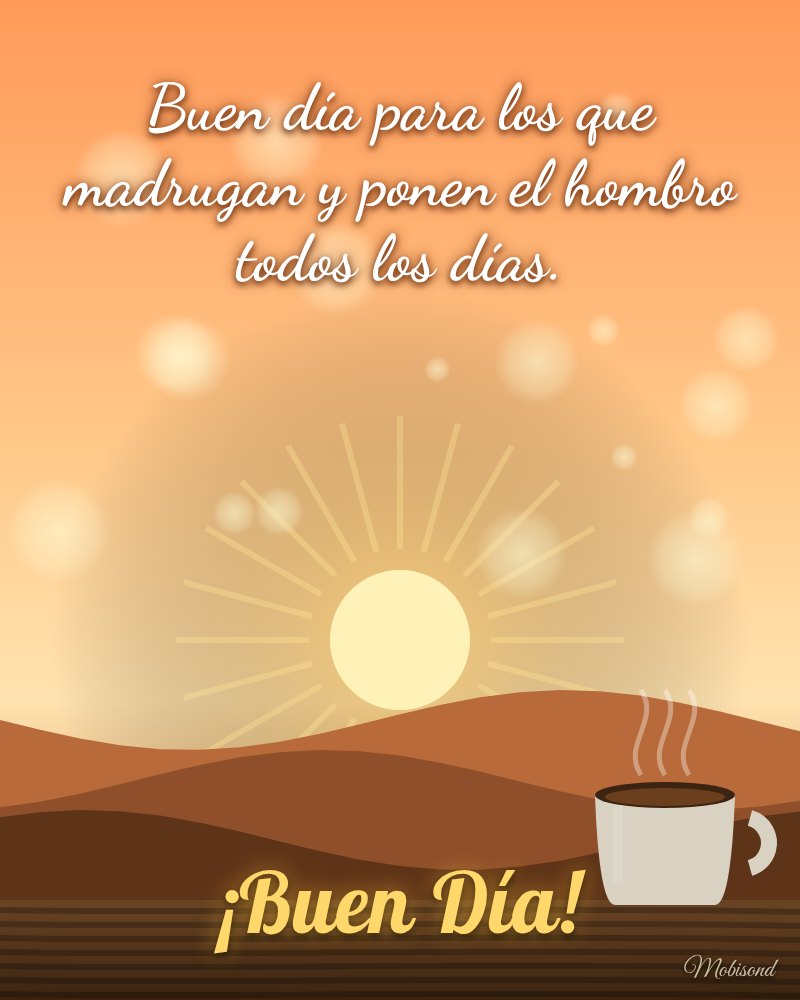 Buen día para los que
madrugan y ponen el hombro
todos los días.
¡Buen Día!
Mobisond